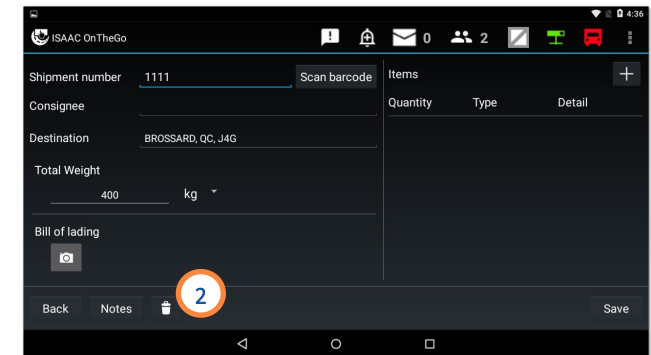 4:36
ISAAC OnTheGo 0 2
Shipment number 1111 Scan barcode
Consignee
Destination BROSSARD, QC, J4G
Total Weight
400 kg
Bill of lading
Items
Quantity Type Detail
2
Back Notes Save